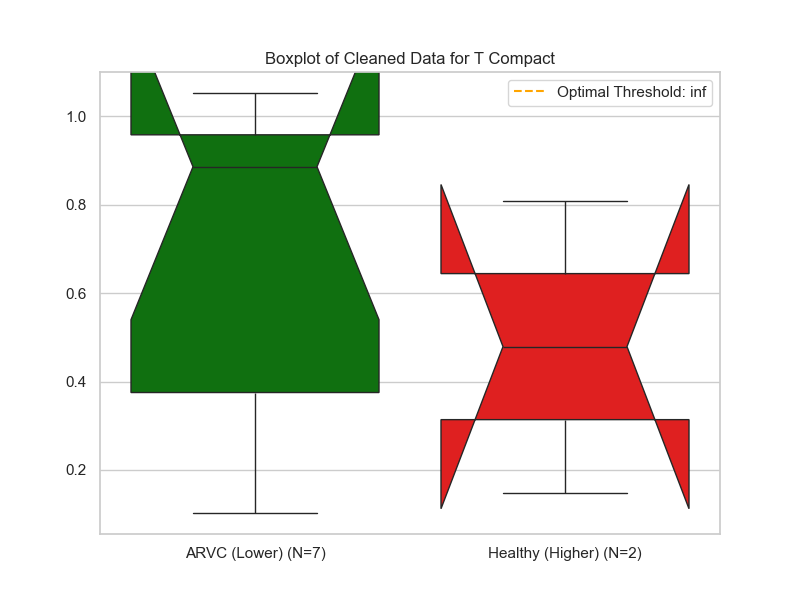 Boxplot of Cleaned Data for T Compact
Optimal Threshold: inf
1.0
0.8
0.6
0.4
0.2
ARVC (Lower) (N=7)
Healthy (Higher) (N=2)